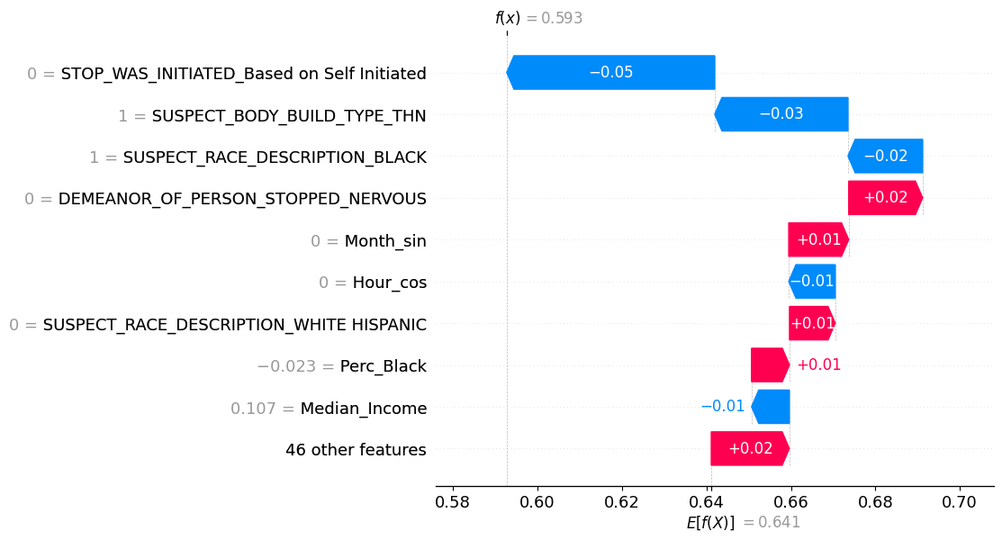 f(x) = 0.593
0 = STOP_WAS_INITIATED_Based on Self Initiated
−0.05
1 = SUSPECT_BODY_BUILD_TYPE_THN
−0.03
1 = SUSPECT_RACE_DESCRIPTION_BLACK
−0.02
0 = DEMEANOR_OF_PERSON_STOPPED_NERVOUS
+0.02
0 = Month_sin
+0.01
0 = Hour_cos
−0.01
0 = SUSPECT_RACE_DESCRIPTION_WHITE HISPANIC
+0.01
−0.023 = Perc_Black
+0.01
0.107 = Median_Income
−0.01
46 other features
+0.02
0.58 0.60 0.62 0.64 0.66 0.68 0.70
E[f(X)] = 0.641